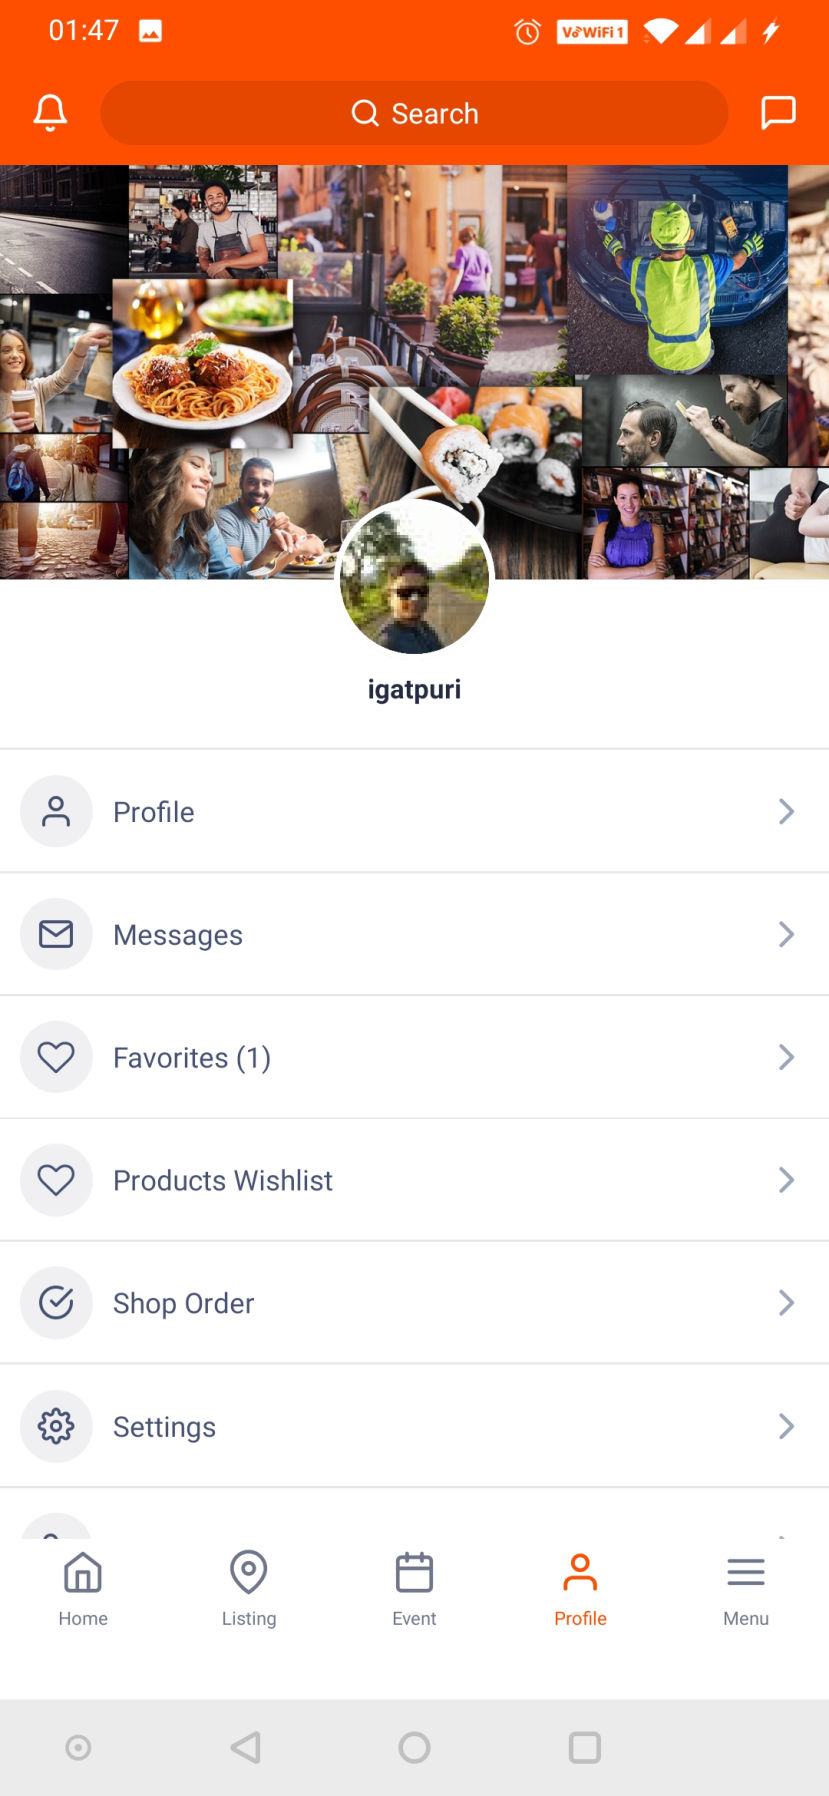 01:47
VoWiFi 1
Search
igatpuri
Profile
Messages
Favorites (1)
Products Wishlist
Shop Order
Settings
Home
Listing
Event
Profile
Menu